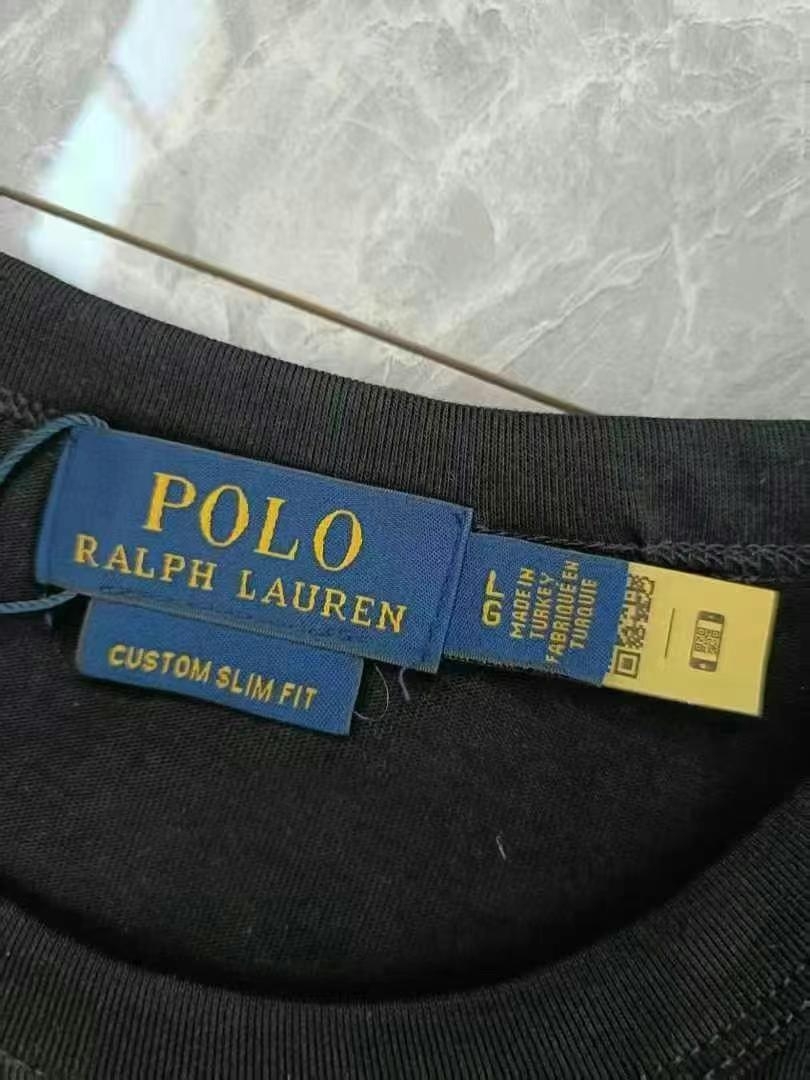 POLO
RALPH LAUREN
CUSTOM SLIM FIT
L
G
MADE IN
TURKEY
FABRIQUE EN
TURQUIE